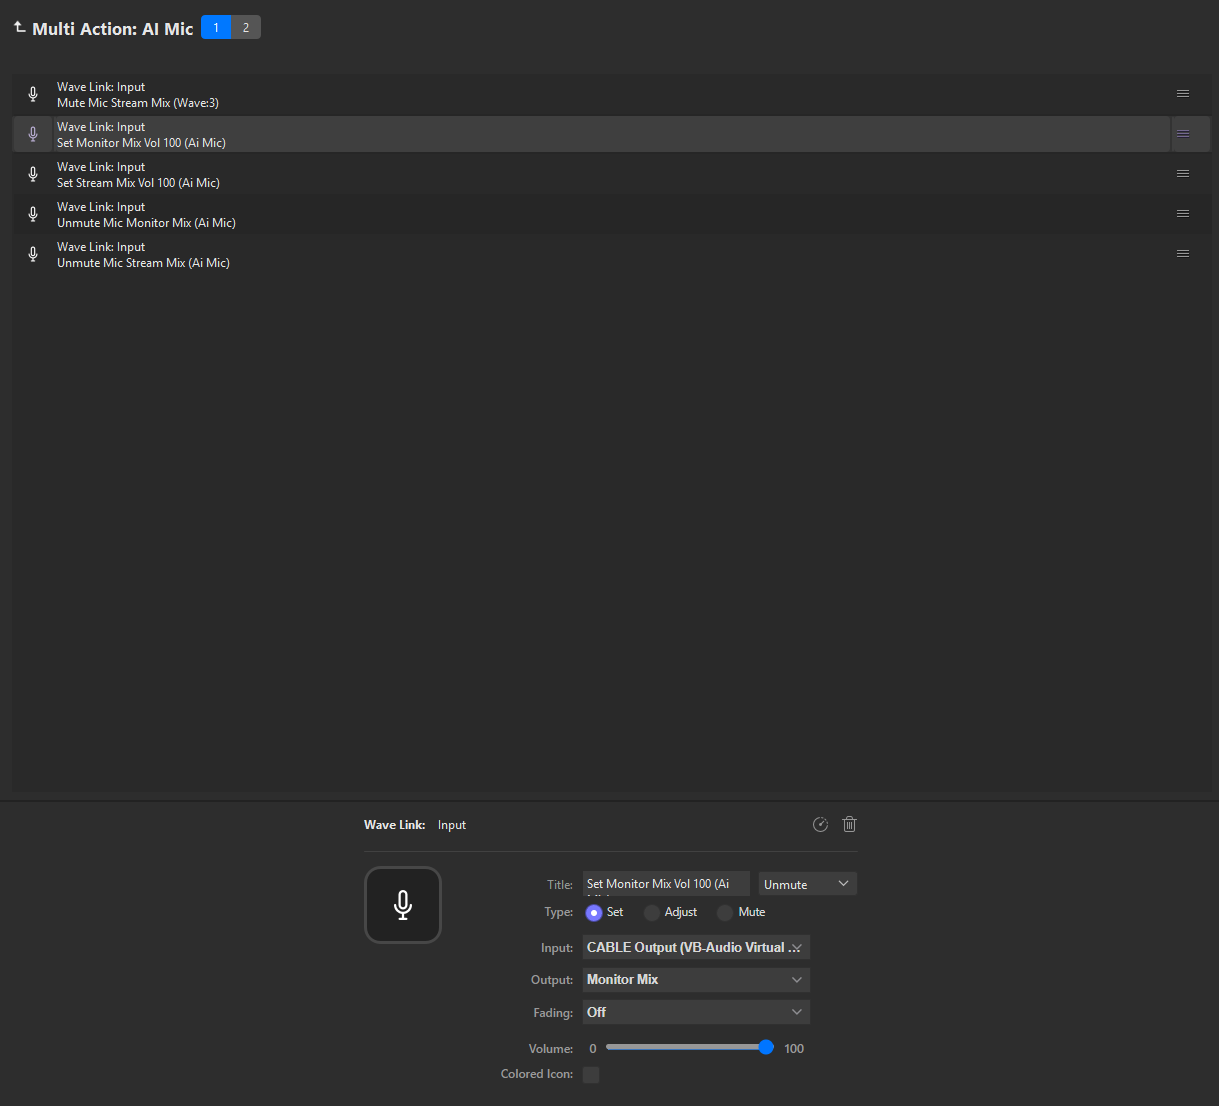 Multi Action: AI Mic 1 2
Wave Link: Input
Mute Mic Stream Mix (Wave:3)
Wave Link: Input
Set Monitor Mix Vol 100 (Ai Mic)
Wave Link: Input
Set Stream Mix Vol 100 (Ai Mic)
Wave Link: Input
Unmute Mic Monitor Mix (Ai Mic)
Wave Link: Input
Unmute Mic Stream Mix (Ai Mic)
Wave Link: Input
Title: Set Monitor Mix Vol 100 (Ai Unmute
Type: Set Adjust Mute
Input: CABLE Output (VB-Audio Virtual ...
Output: Monitor Mix
Fading: Off
Volume: 0 100
Colored Icon: